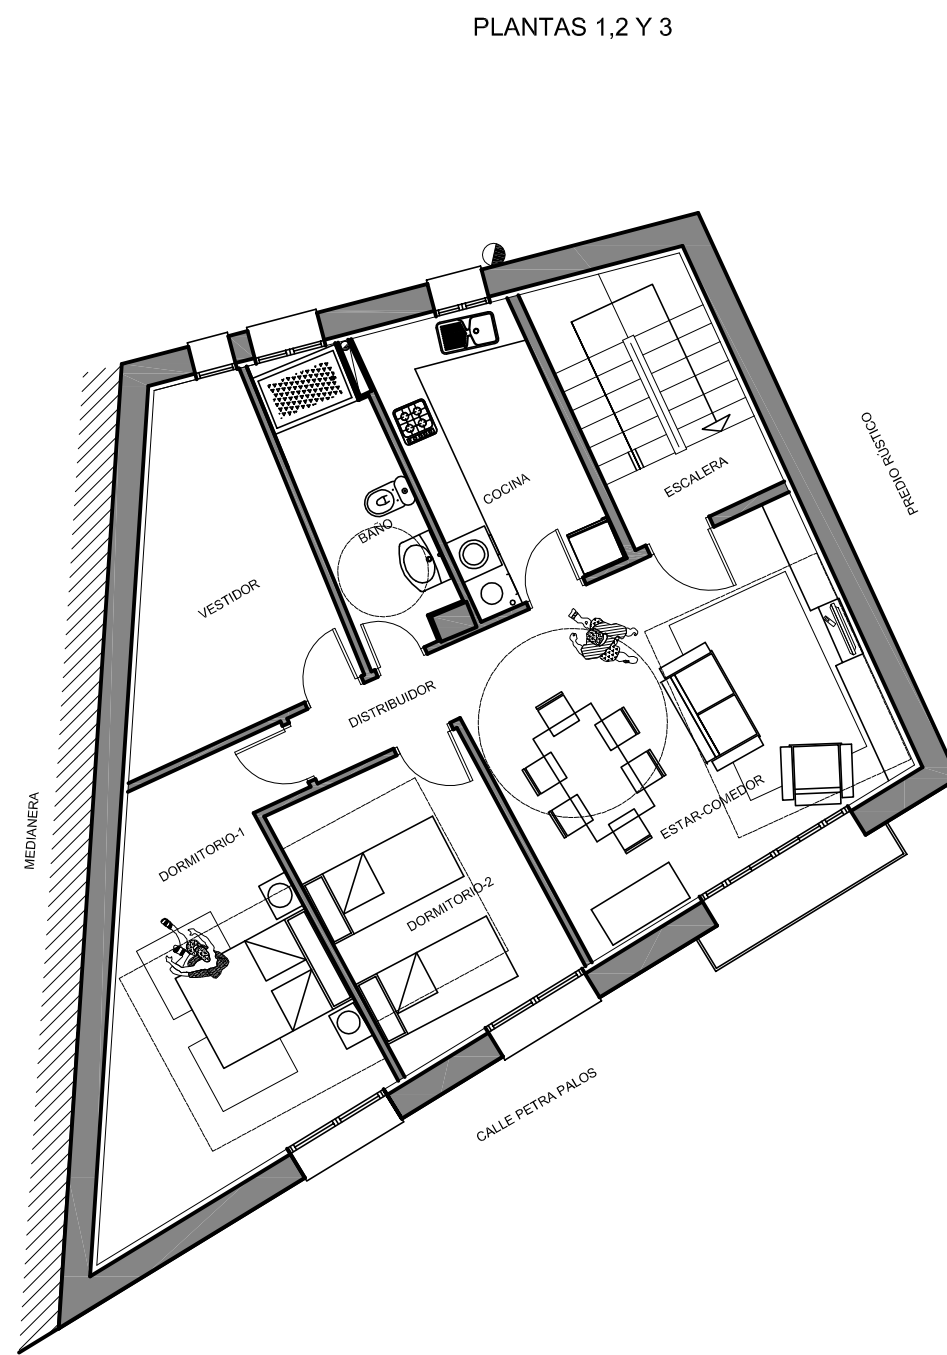 PLANTAS 1,2 Y 3
ESCALERA
PREDIO RÚSTICO
COCINA
BAÑO
VESTIDOR
DISTRIBUIDOR
ESTAR-COMEDOR
MEDIANERA
DORMITORIO-1
DORMITORIO-2
CALLE PETRA PALOS